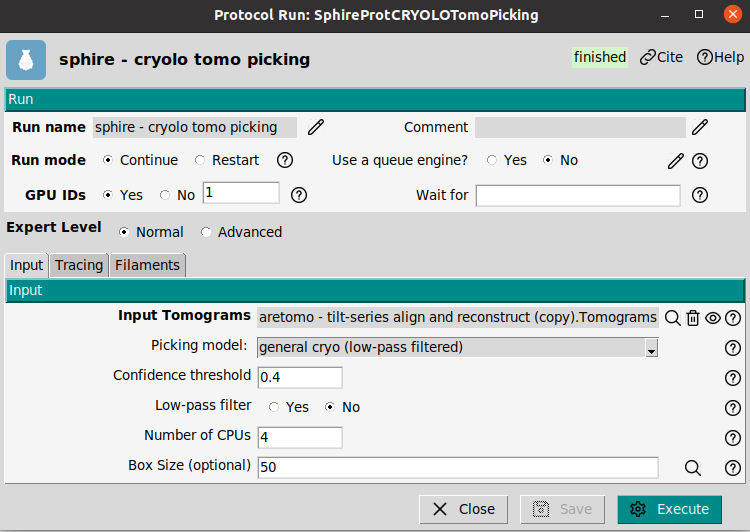 Protocol Run: SphireProtCRYOLOTomoPicking
sphire - cryolo tomo picking
finished Cite Help
Run
Run name sphire - cryolo tomo picking Comment
Run mode Continue Restart Use a queue engine? Yes No
GPU IDs Yes No 1 Wait for
Expert Level Normal Advanced
Input Tracing Filaments
Input
Input Tomograms aretomo - tilt-series align and reconstruct (copy).Tomograms
Picking model: general cryo (low-pass filtered)
Confidence threshold 0.4
Low-pass filter Yes No
Number of CPUs 4
Box Size (optional) 50
Close Save Execute